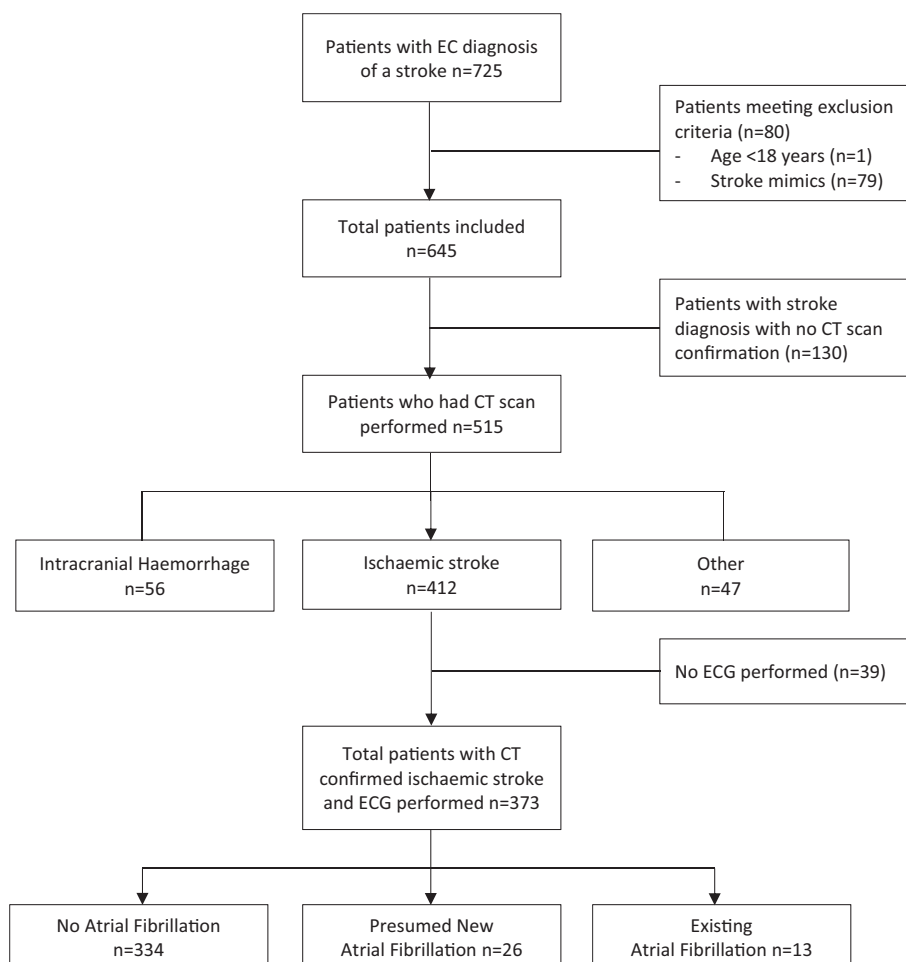 Patients with EC diagnosis
of a stroke n=725
Patients meeting exclusion
criteria (n=80)
- Age <18 years (n=1)
- Stroke mimics (n=79)
Total patients included
n=645
Patients with stroke
diagnosis with no CT scan
confirmation (n=130)
Patients who had CT scan
performed n=515
Intracranial Haemorrhage
n=56
Ischaemic stroke
n=412
Other
n=47
No ECG performed (n=39)
Total patients with CT
confirmed ischaemic stroke
and ECG performed n=373
No Atrial Fibrillation
n=334
Presumed New
Atrial Fibrillation n=26
Existing
Atrial Fibrillation n=13